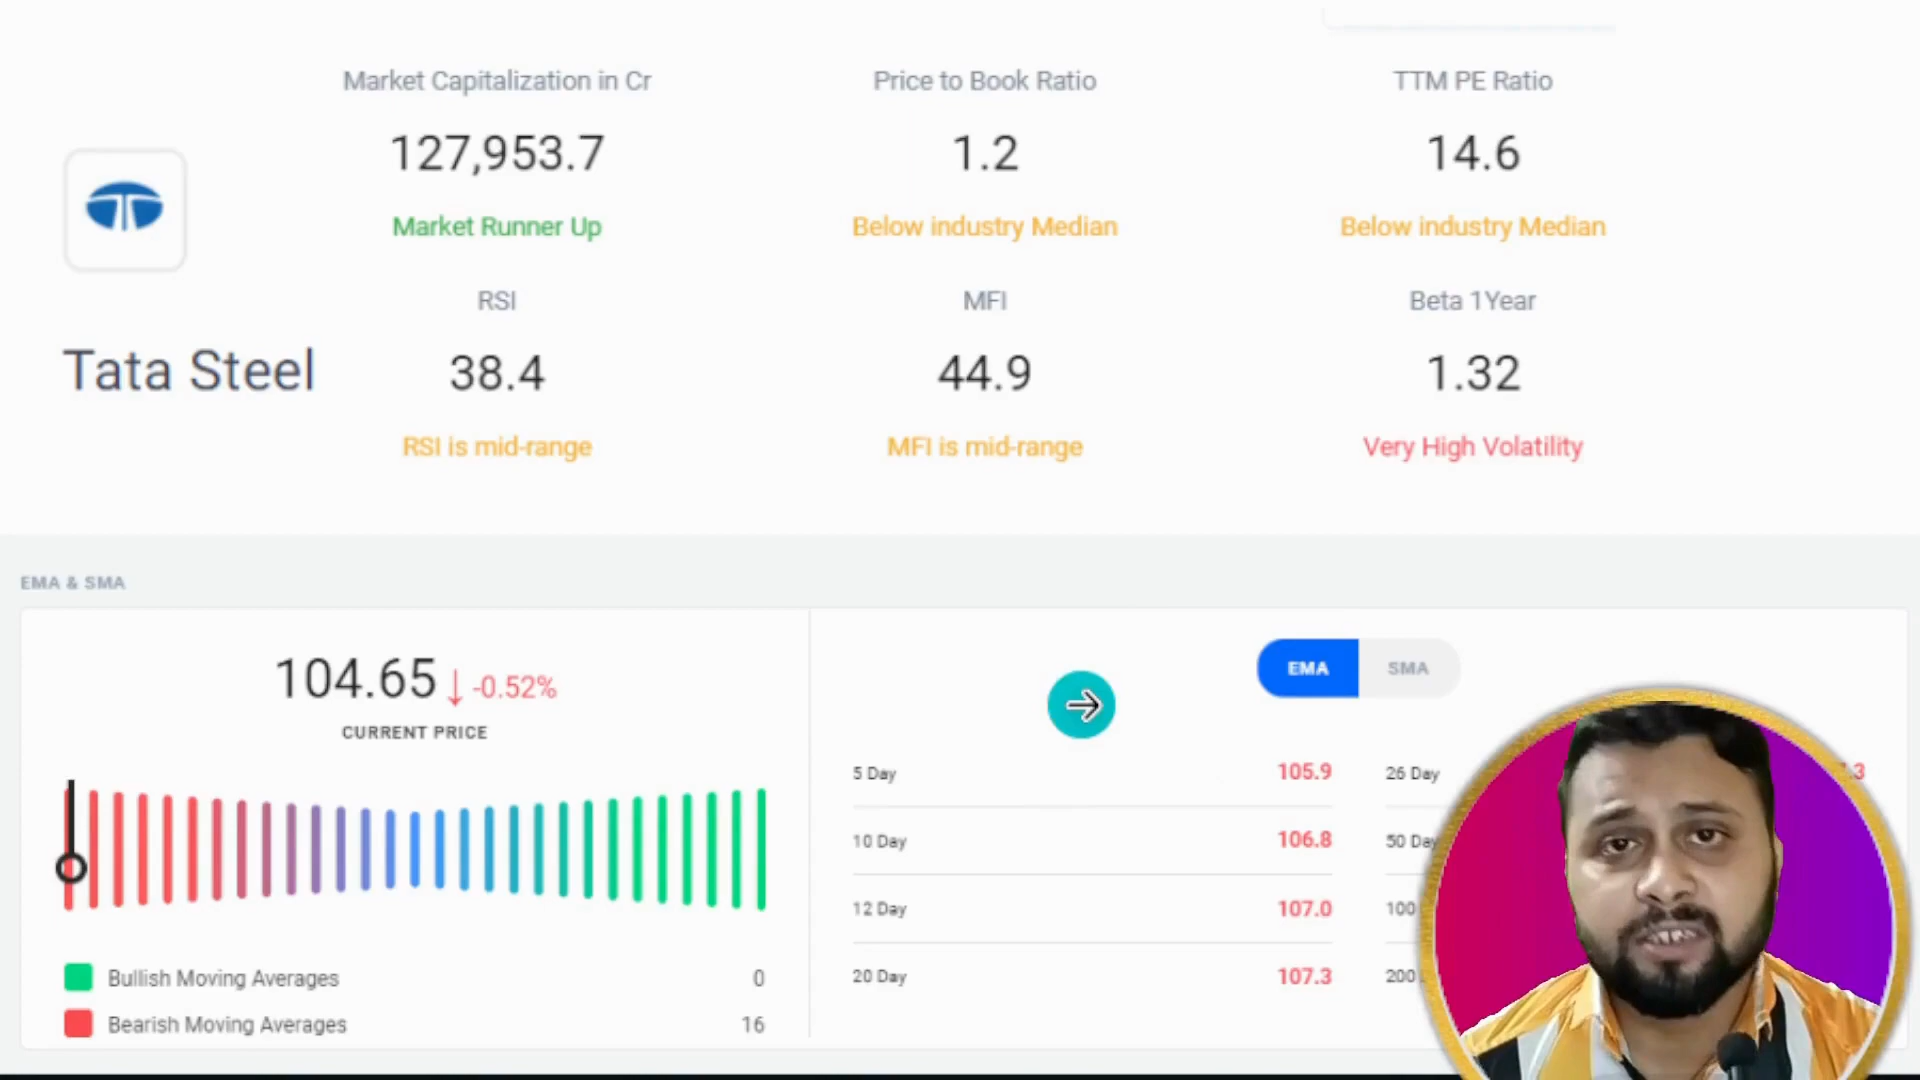 Market Capitalization in Cr
Price to Book Ratio
TTM PE Ratio
127,953.7
1.2
14.6
Market Runner Up
Below industry Median
Below industry Median
RSI
MFI
Beta 1Year
Tata Steel
38.4
44.9
1.32
RSI is mid-range
MFI is mid-range
Very High Volatility
EMA & SMA
104.65 ↓ -0.52%
CURRENT PRICE
Bullish Moving Averages 0
Bearish Moving Averages 16
EMA SMA
5 Day 105.9
10 Day 106.8
12 Day 107.0
20 Day 107.3
26 Day
50 Day
100
200